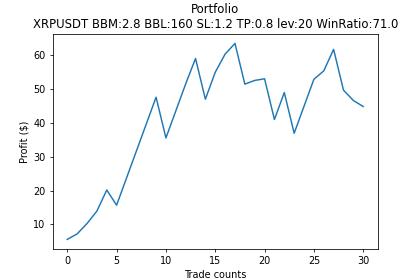 Portfolio
XRPUSDT BBM:2.8 BBL:160 SL:1.2 TP:0.8 lev:20 WinRatio:71.0
60
50
40
30
20
10
Profit ($)
0 5 10 15 20 25 30
Trade counts